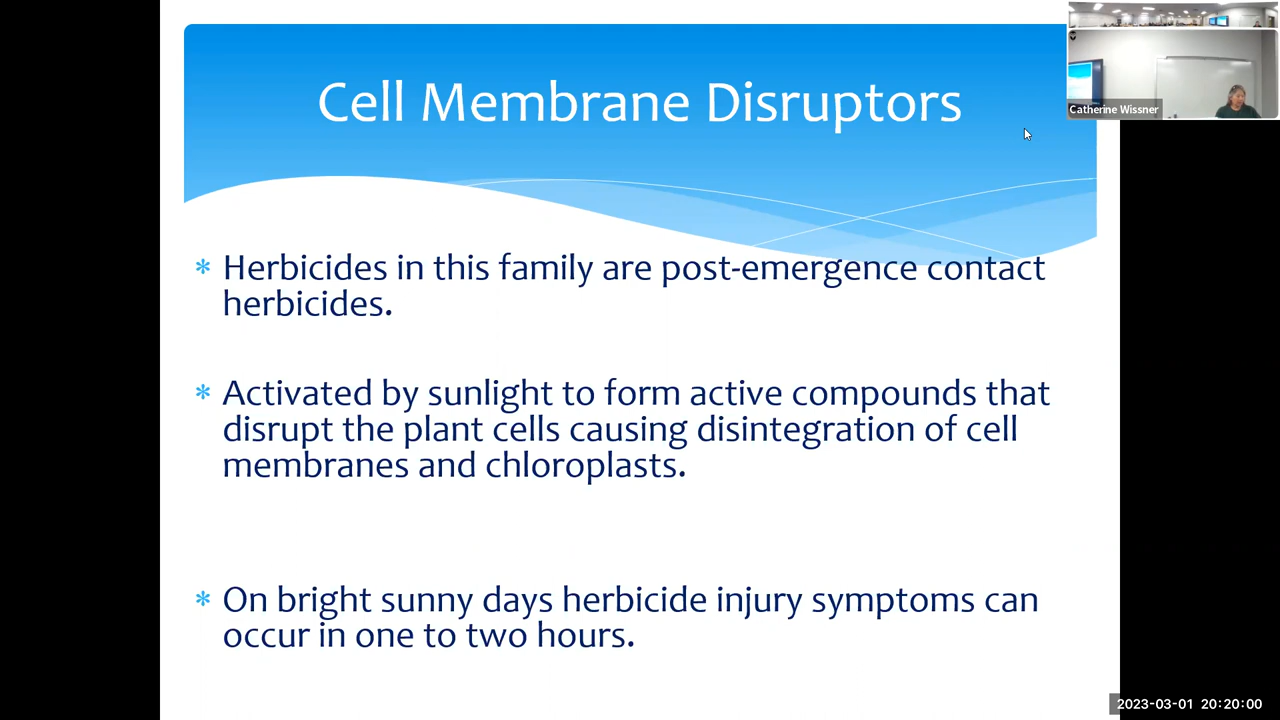 Cell Membrane Disruptors
Catherine Wissner
* Herbicides in this family are post-emergence contact
herbicides.
* Activated by sunlight to form active compounds that
disrupt the plant cells causing disintegration of cell
membranes and chloroplasts.
* On bright sunny days herbicide injury symptoms can
occur in one to two hours.
2023-03-01 20:20:00